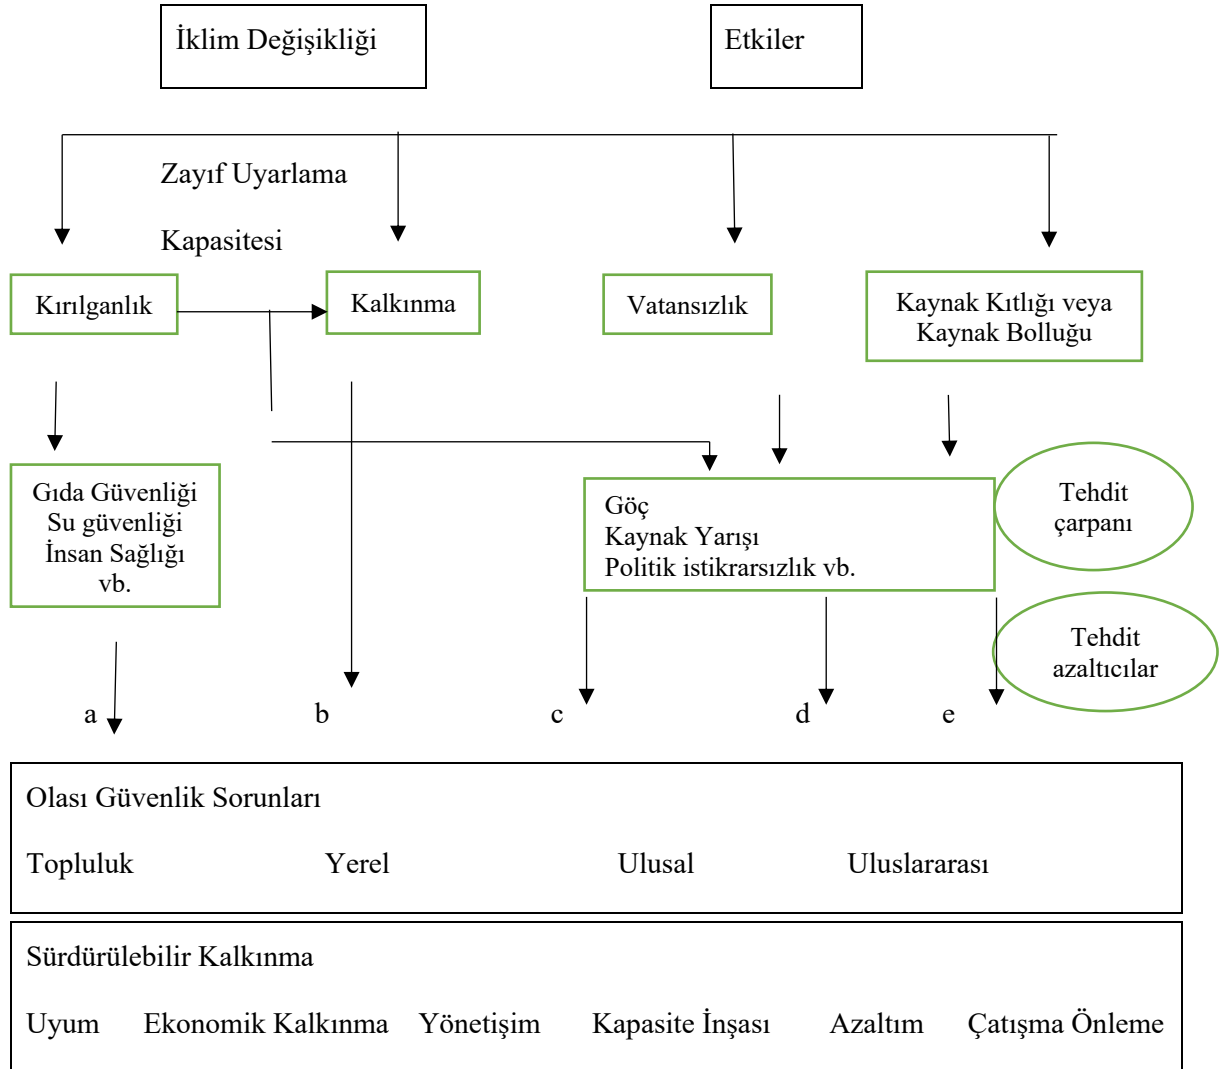 İklim Değişikliği
Etkiler
Zayıf Uyarlama
Kapasitesi
Kırılganlık
Kalkınma
Vatansızlık
Kaynak Kıtlığı veya
Kaynak Bolluğu
Gıda Güvenliği
Su güvenliği
İnsan Sağlığı
vb.
Göç
Kaynak Yarışı
Politik istikrarsızlık vb.
Tehdit
çarpanı
Tehdit
azaltıcılar
a b c d e
Olası Güvenlik Sorunları
Topluluk Yerel Ulusal Uluslararası
Sürdürülebilir Kalkınma
Uyum Ekonomik Kalkınma Yönetişim Kapasite İnşası Azaltım Çatışma Önleme